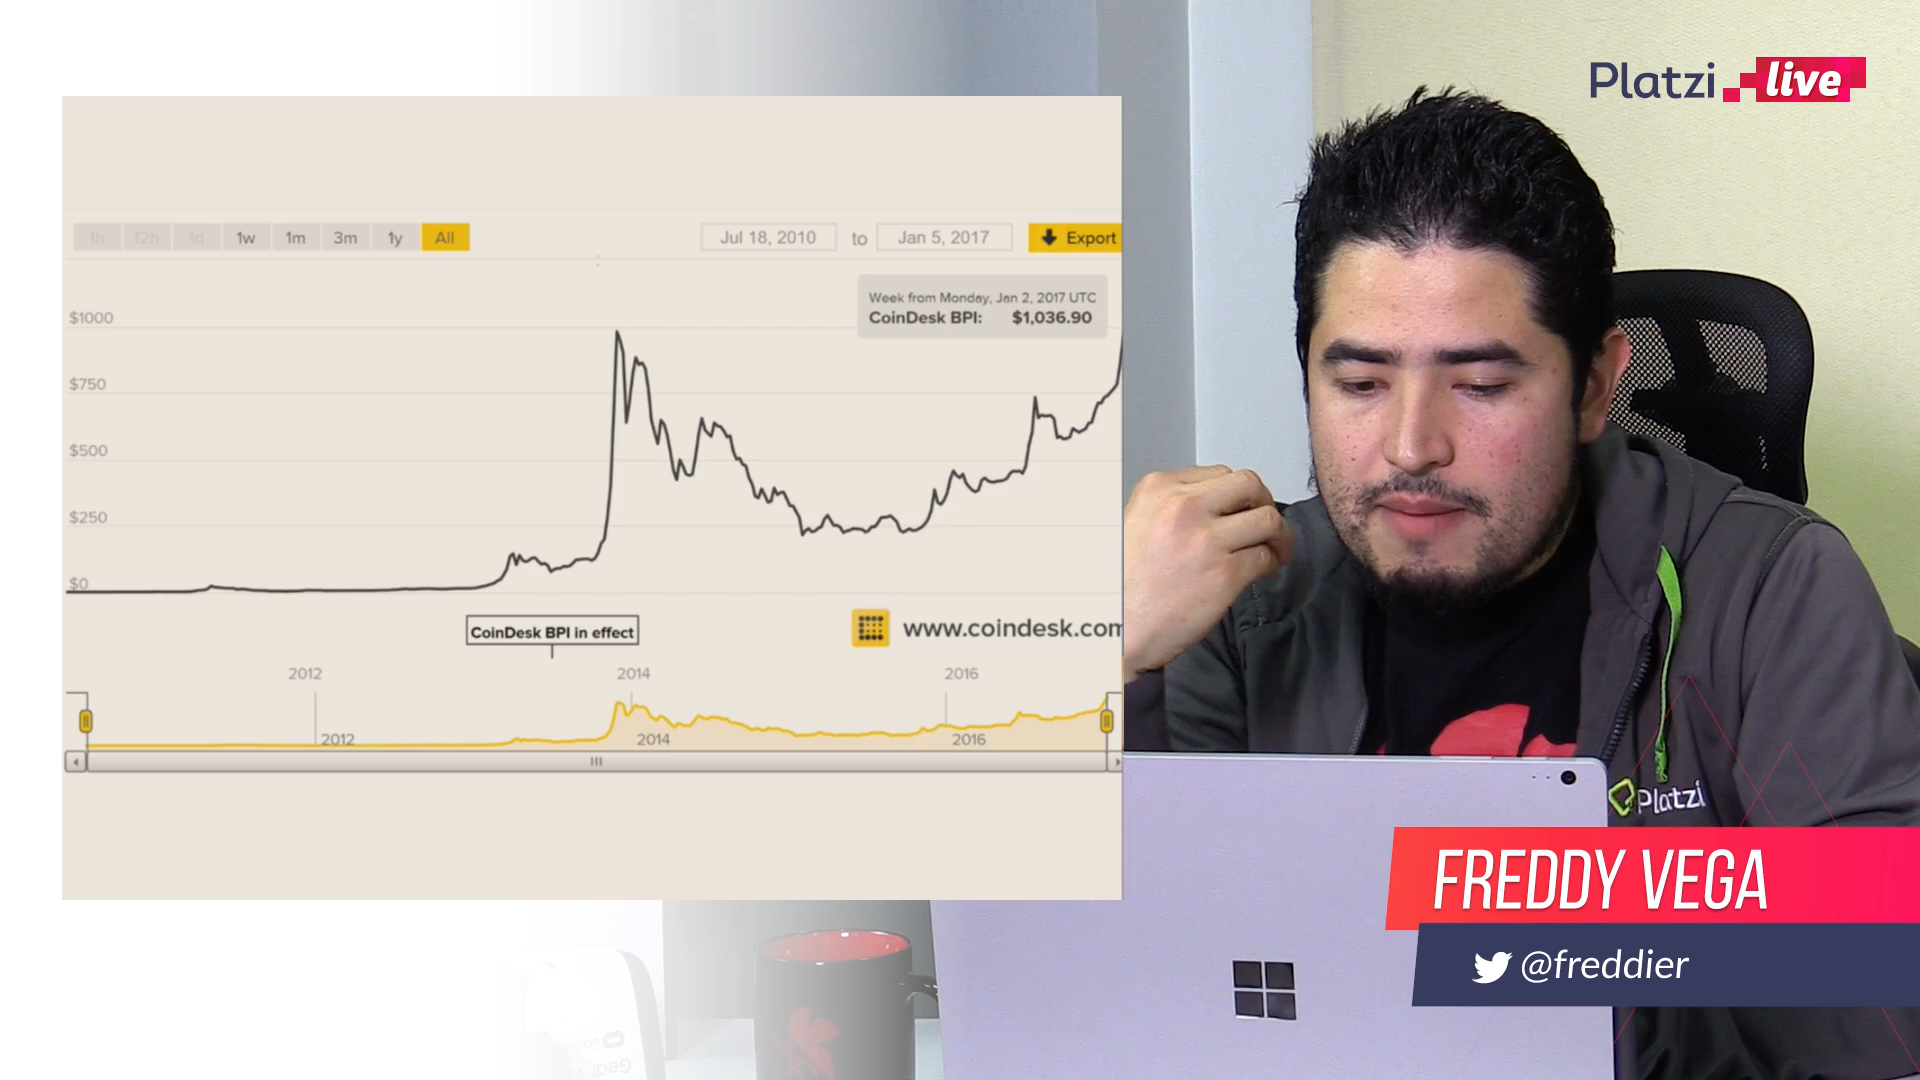 Platzi live
1h 12h 1d 1w 1m 3m 1y All
Jul 18, 2010 to Jan 5, 2017 Export
Week from Monday, Jan 2, 2017 UTC
CoinDesk BPI: $1,036.90
$1000
$750
$500
$250
$0
CoinDesk BPI in effect
www.coindesk.com
2012 2014 2016
2012 2014 2016
Platzi
FREDDY VEGA
@freddier